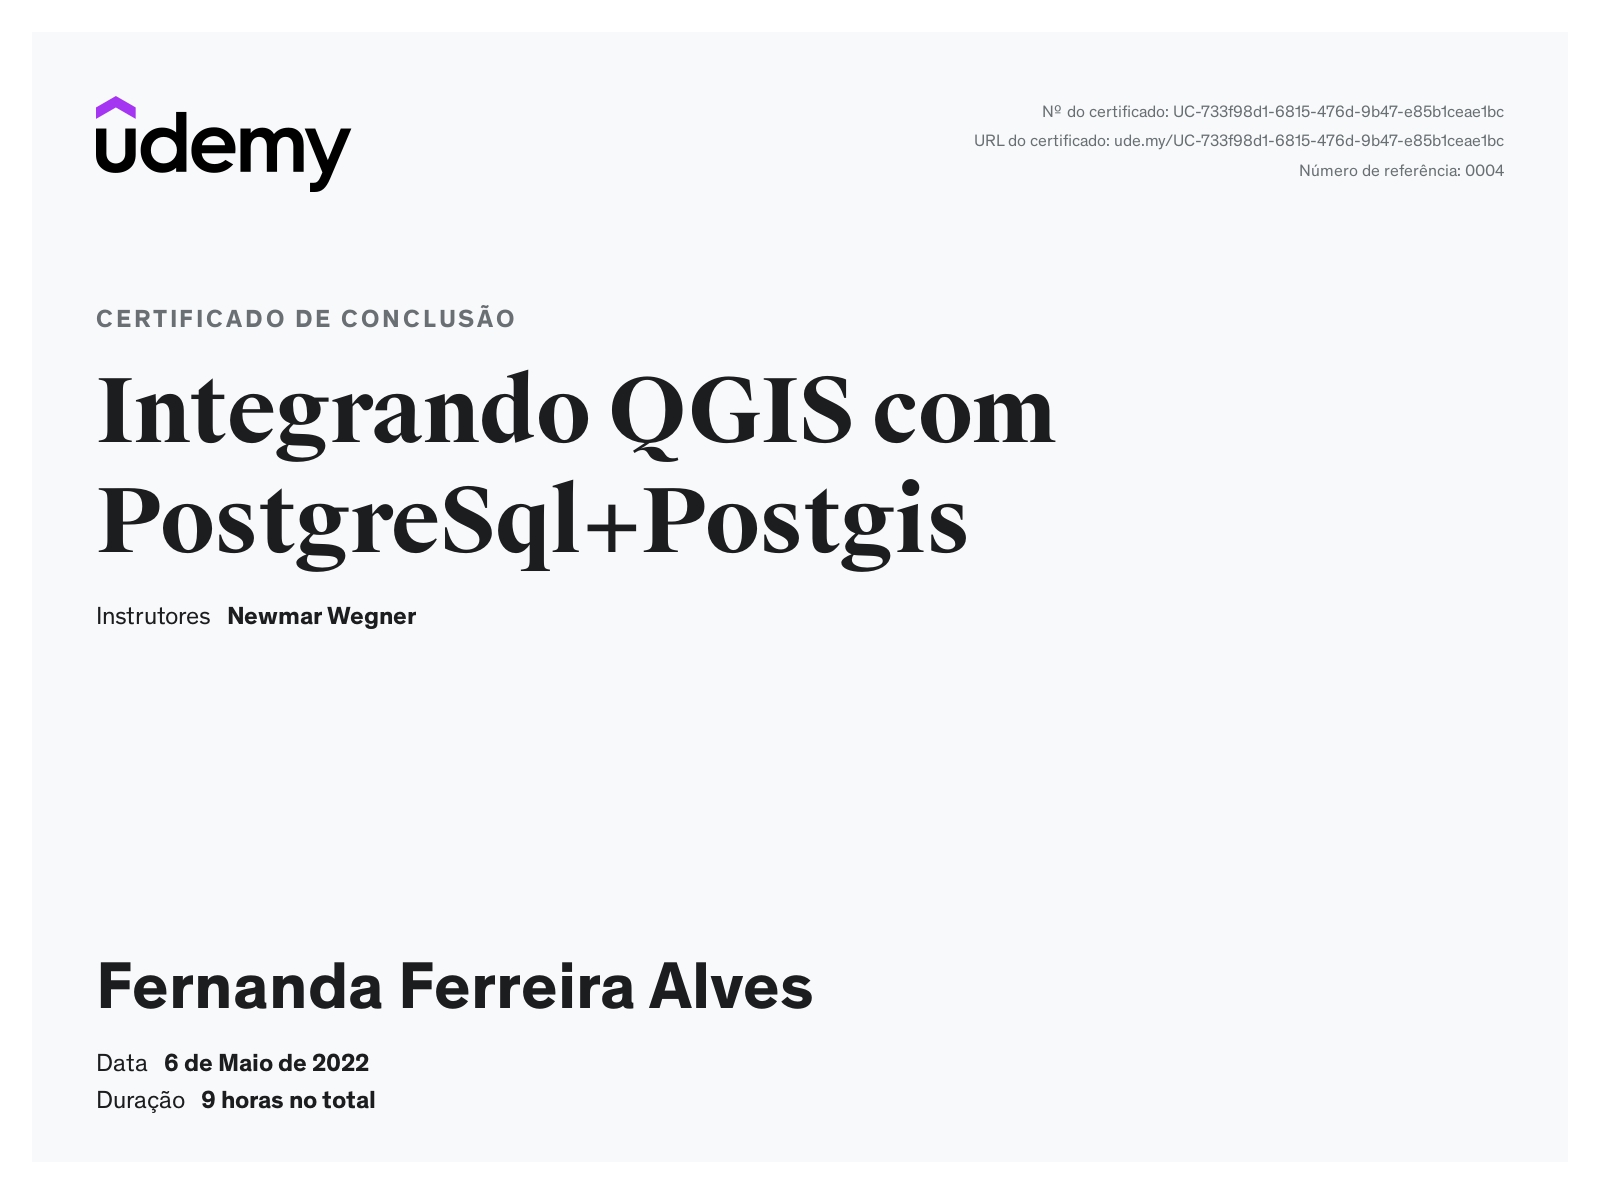 udemy
Nº do certificado: UC-733f98d1-6815-476d-9b47-e85b1ceae1bc
URL do certificado: ude.my/UC-733f98d1-6815-476d-9b47-e85b1ceae1bc
Número de referência: 0004
CERTIFICADO DE CONCLUSÃO
Integrando QGIS com
PostgreSql+Postgis
Instrutores Newmar Wegner
Fernanda Ferreira Alves
Data 6 de Maio de 2022
Duração 9 horas no total